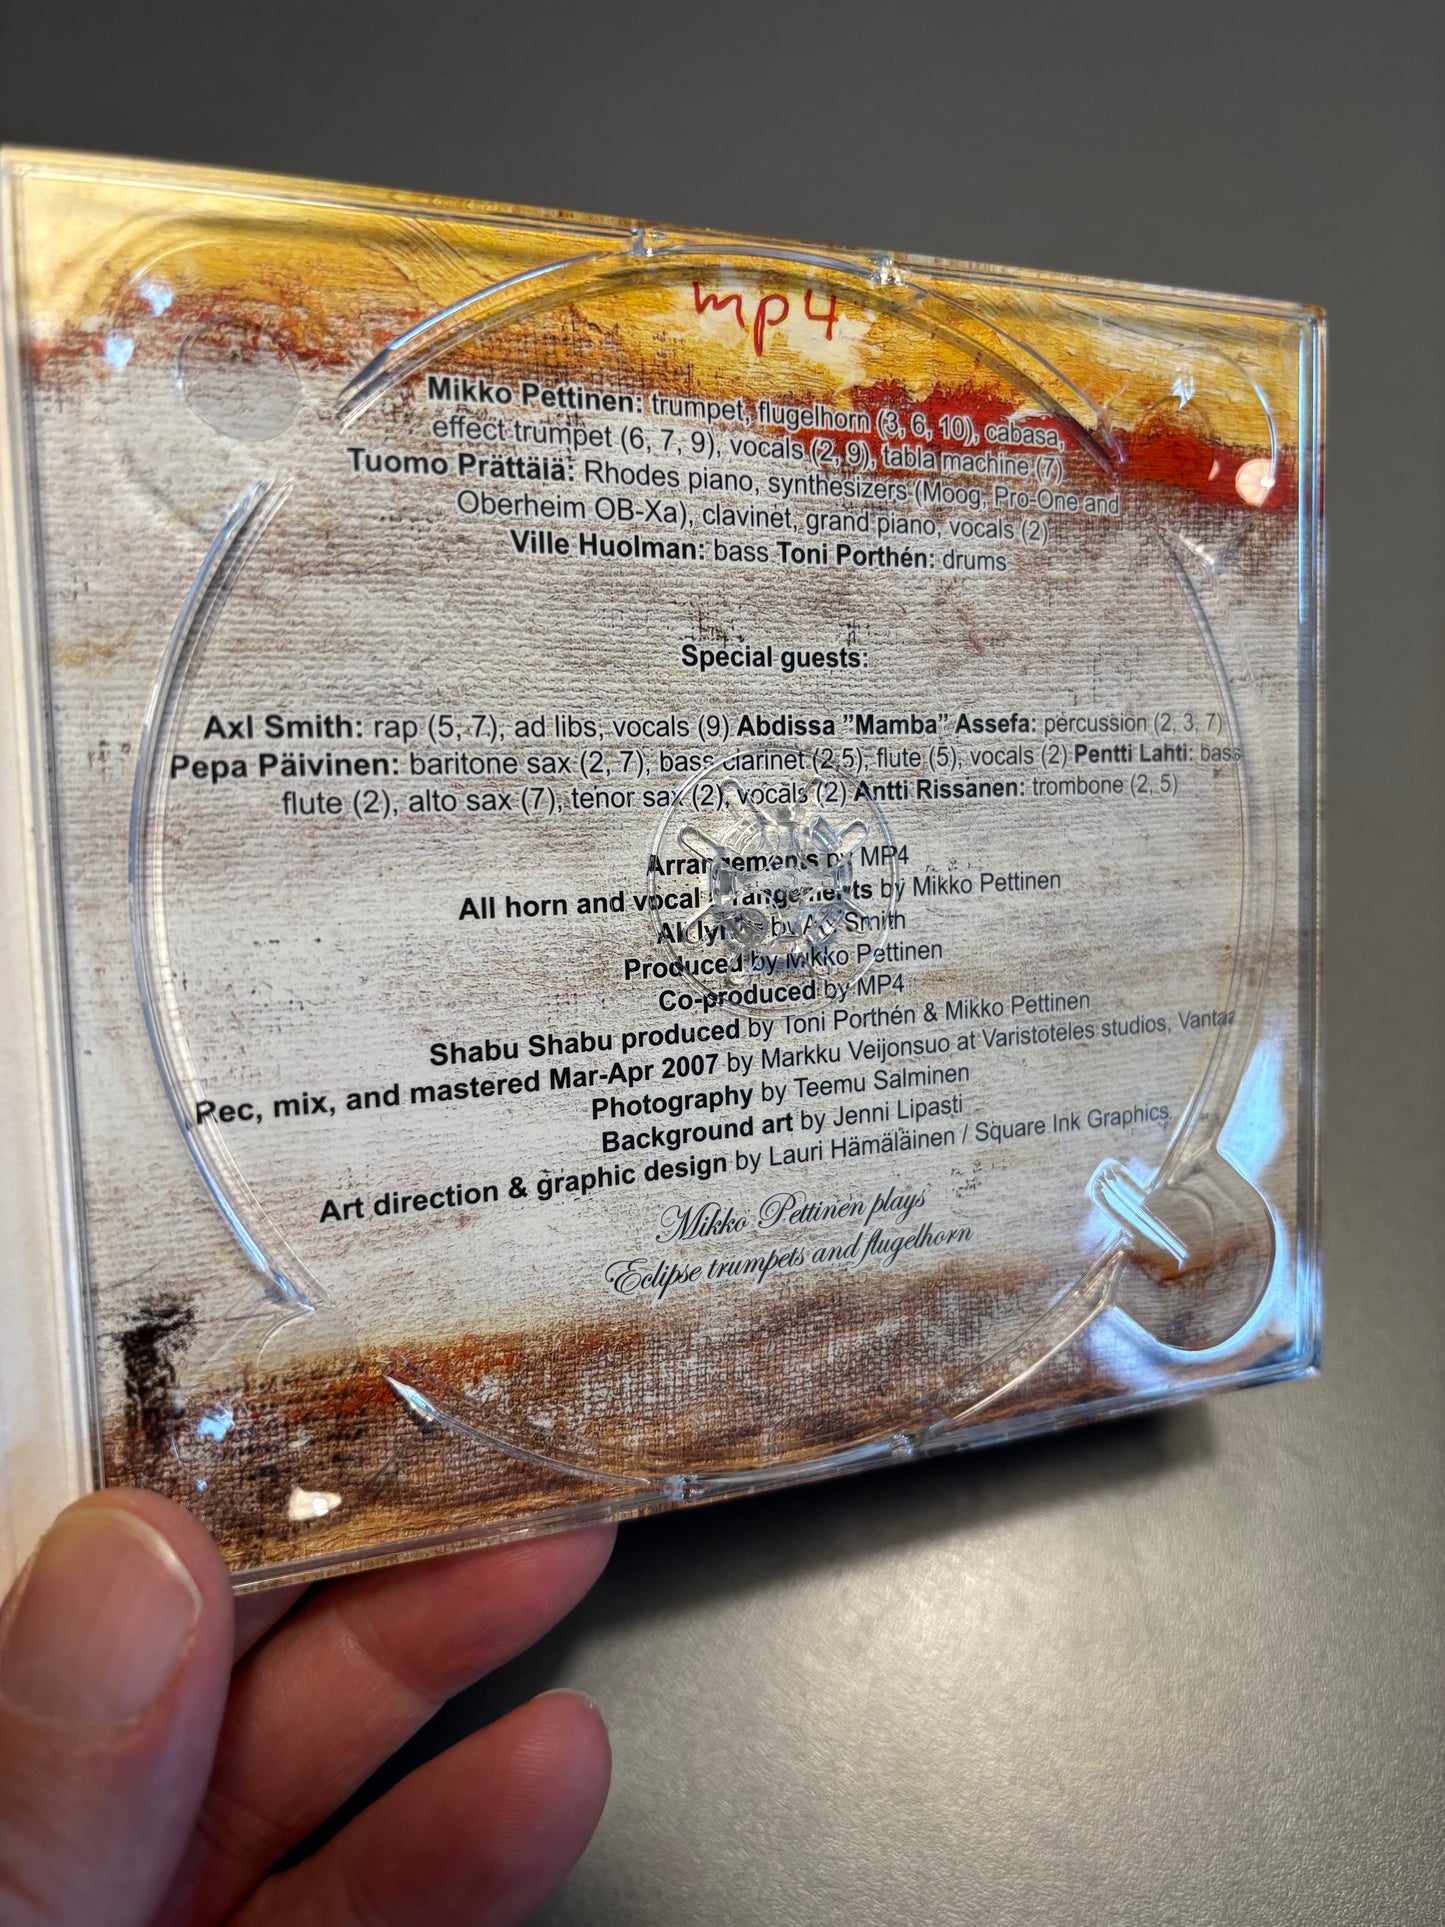 mp4
Mikko Pettinen: trumpet, flugelhorn (3, 6, 10), cabasa,
effect trumpet (6, 7, 9), vocals (2, 9), tabla machine (7)
Tuomo Prättälä: Rhodes piano, synthesizers (Moog, Pro-One and
Oberheim OB-Xa), clavinet, grand piano, vocals (2)
Ville Huolman: bass Toni Porthén: drums
Special guests:
Axl Smith: rap (5, 7), ad libs, vocals (9) Abdissa ”Mamba” Assefa: percussion (2, 3, 7)
Pepa Päivinen: baritone sax (2, 7), bass clarinet (2,5), flute (5), vocals (2) Pentti Lahti: bass
flute (2), alto sax (7), tenor sax (2), vocals (2) Antti Rissanen: trombone (2, 5)
Arrangements by MP4
All horn and vocal arrangements by Mikko Pettinen
All lyrics by Axl Smith
Produced by Mikko Pettinen
Co-produced by MP4
Shabu Shabu produced by Toni Porthén & Mikko Pettinen
Rec, mix, and mastered Mar-Apr 2007 by Markku Veijonsuo at Varistoteles studios, Vantaa
Photography by Teemu Salminen
Background art by Jenni Lipasti
Art direction & graphic design by Lauri Hämäläinen / Square Ink Graphics
Mikko Pettinen plays
Eclipse trumpets and flugelhorn